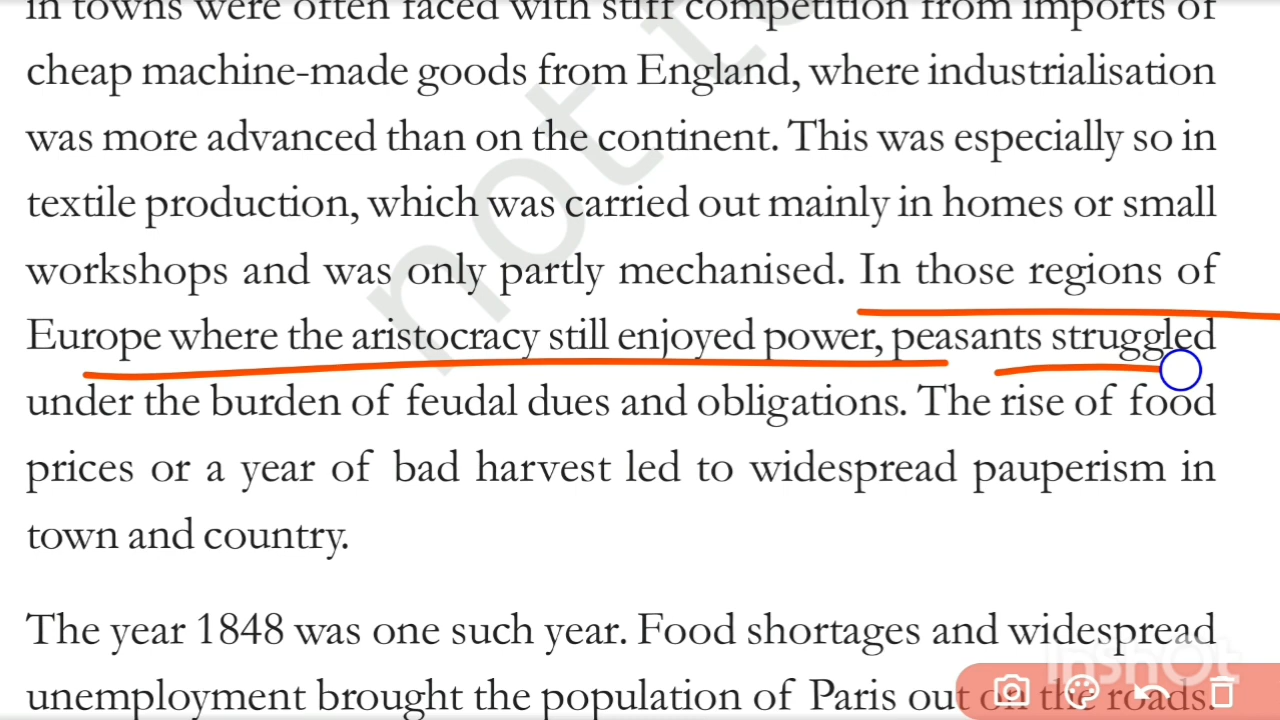 in towns were often faced with stiff competition from imports of
cheap machine-made goods from England, where industrialisation
was more advanced than on the continent. This was especially so in
textile production, which was carried out mainly in homes or small
workshops and was only partly mechanised. In those regions of
Europe where the aristocracy still enjoyed power, peasants struggled
under the burden of feudal dues and obligations. The rise of food
prices or a year of bad harvest led to widespread pauperism in
town and country.
The year 1848 was one such year. Food shortages and widespread
unemployment brought the population of Paris out on the roads.
not
InShOT